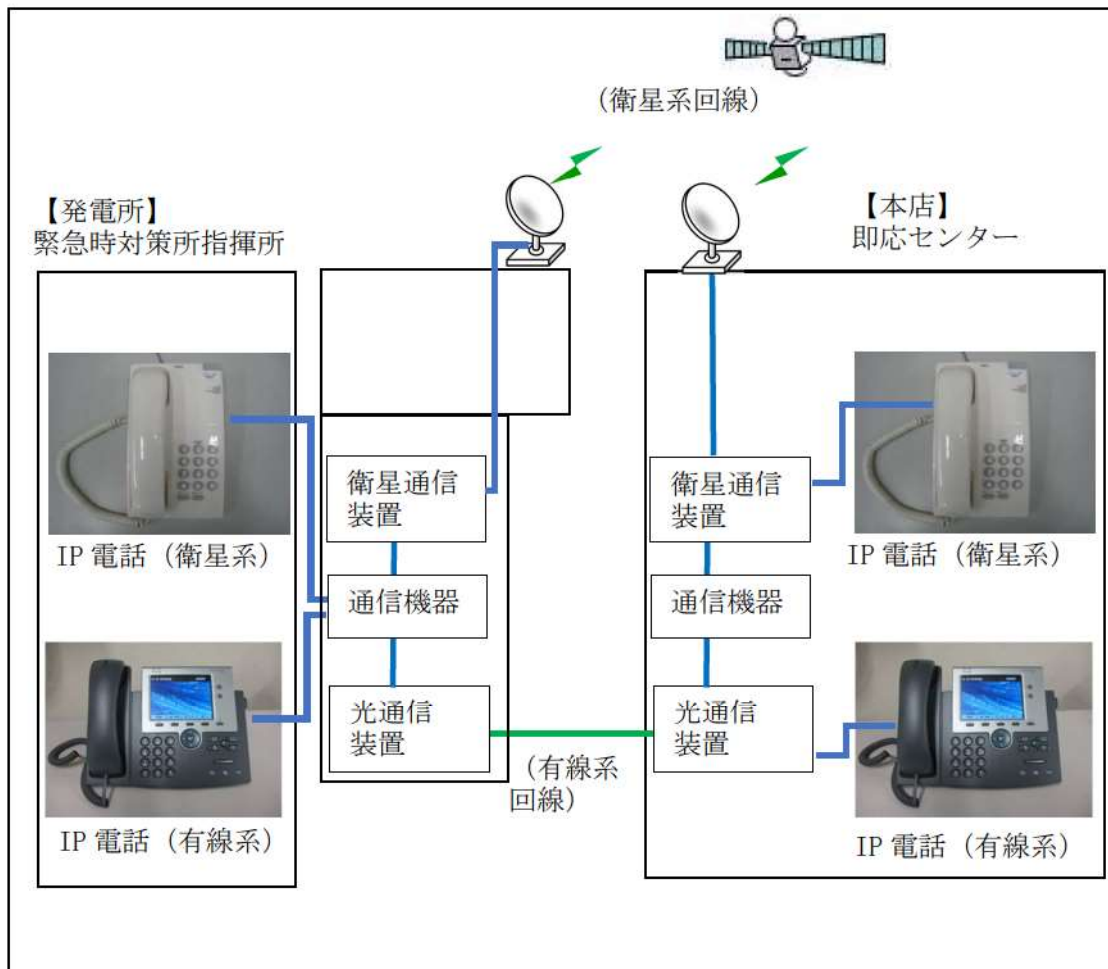 （衛星系回線）
【発電所】
緊急時対策所指揮所
【本店】
即応センター
IP 電話（衛星系）
IP 電話（有線系）
衛星通信
装置
通信機器
光通信
装置
（有線系
回線）
衛星通信
装置
通信機器
光通信
装置
IP 電話（衛星系）
IP 電話（有線系）